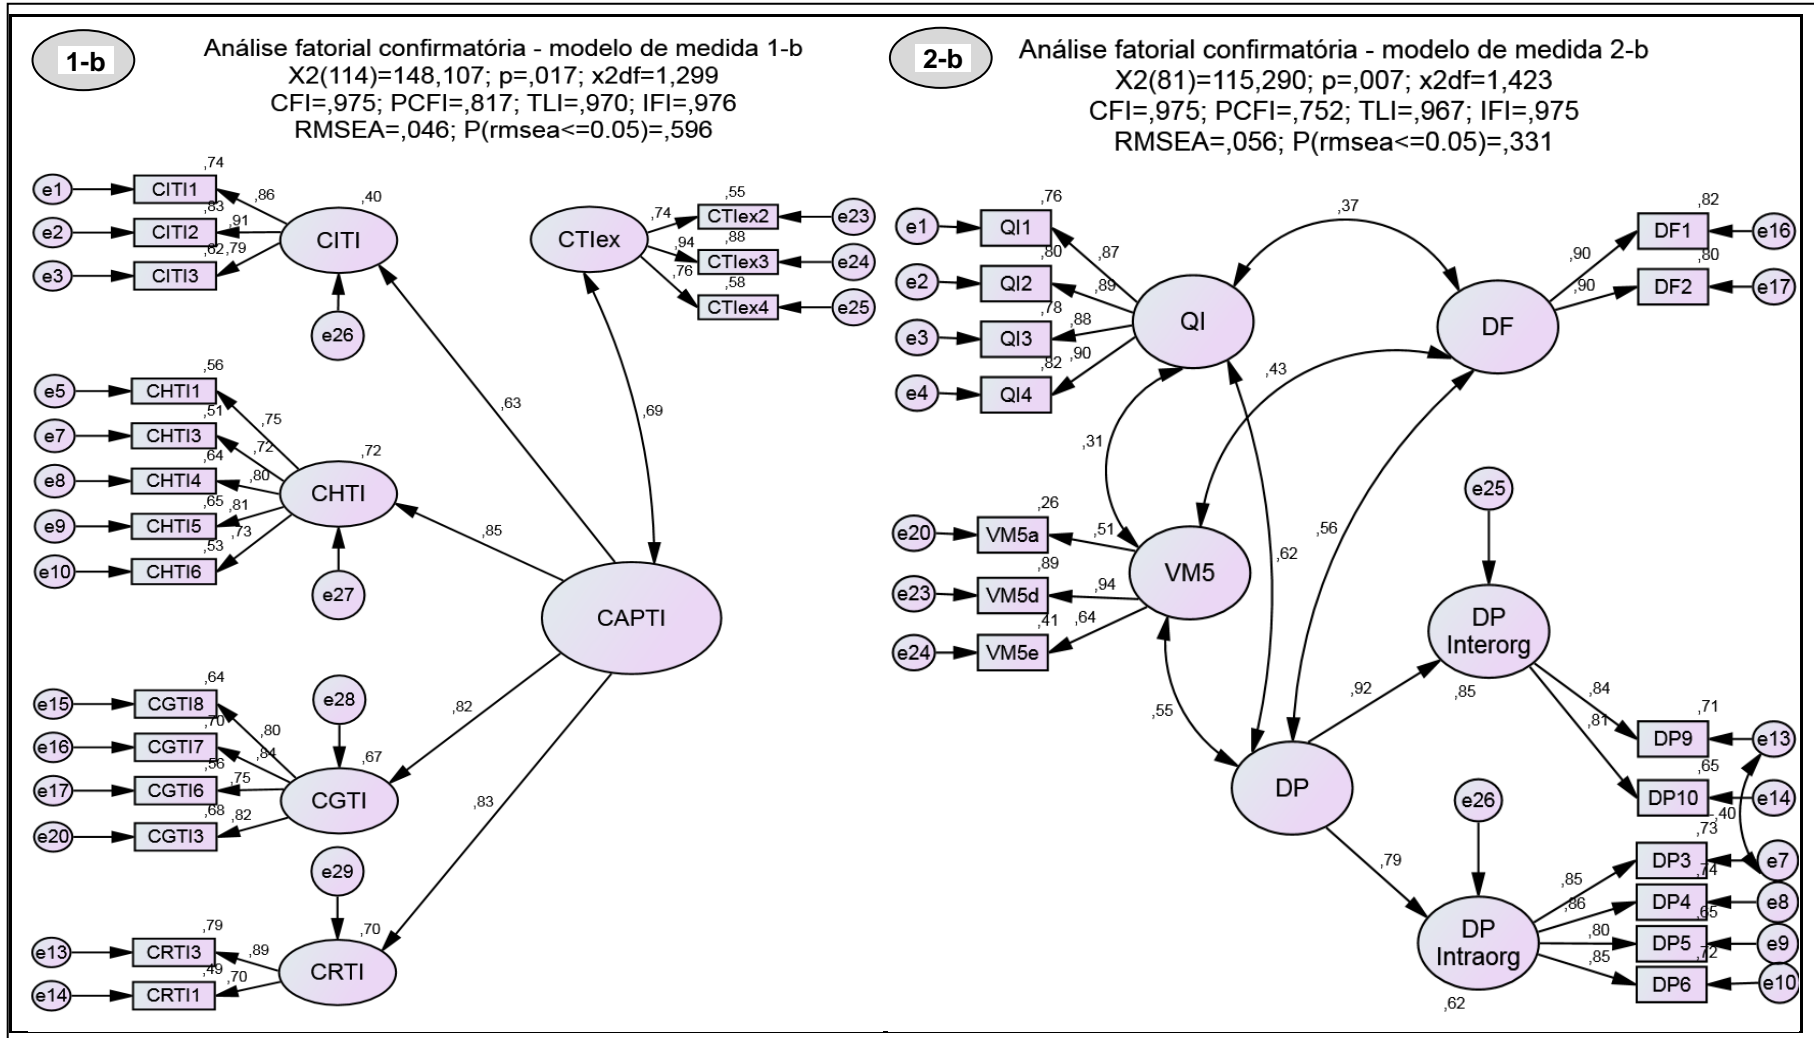 1-b
Análise fatorial confirmatória - modelo de medida 1-b
X2(114)=148,107; p=,017; x2df=1,299
CFI=,975; PCFI=,817; TLI=,970; IFI=,976
RMSEA=,046; P(rmsea<=0.05)=,596
,74
e1
CITI1
,86
,83
e2
CITI2
,91
,62
,79
e3
CITI3
,40
CITI
e26
,55
CTIex
,74
CTIex2
e23
,88
,94
CTIex3
e24
,58
,76
CTIex4
e25
,63
,69
,56
e5
CHTI1
,75
,51
e7
CHTI3
,72
,64
e8
CHTI4
,80
,65
,81
e9
CHTI5
,73
,53
e10
CHTI6
,72
CHTI
e27
,85
CAPTI
,64
e15
CGTI8
,80
,70
e16
CGTI7
,84
,56
e17
CGTI6
,75
,68
,82
e20
CGTI3
e28
,67
CGTI
,82
,83
e29
,79
e13
CRTI3
,89
,49
,70
e14
CRTI1
,70
CRTI
2-b
Análise fatorial confirmatória - modelo de medida 2-b
X2(81)=115,290; p=,007; x2df=1,423
CFI=,975; PCFI=,752; TLI=,967; IFI=,975
RMSEA=,056; P(rmsea<=0.05)=,331
,76
e1
QI1
,87
,80
e2
QI2
,89
,78
e3
QI3
,88
,82
,90
e4
QI4
QI
,37
,82
DF1
e16
,90
,80
DF2
e17
,90
DF
,43
,31
,26
e20
VM5a
,51
,89
e23
VM5d
,94
,41
,64
e24
VM5e
VM5
,62
,56
,55
e25
DP
Interorg
,92
,85
,84
,71
DP9
e13
,81
,65
DP10
e14
-,40
DP
e26
,79
,73
DP3
e7
,85
,74
DP4
e8
,86
,65
DP5
e9
,80
,72
DP6
e10
,85
DP
Intraorg
,62